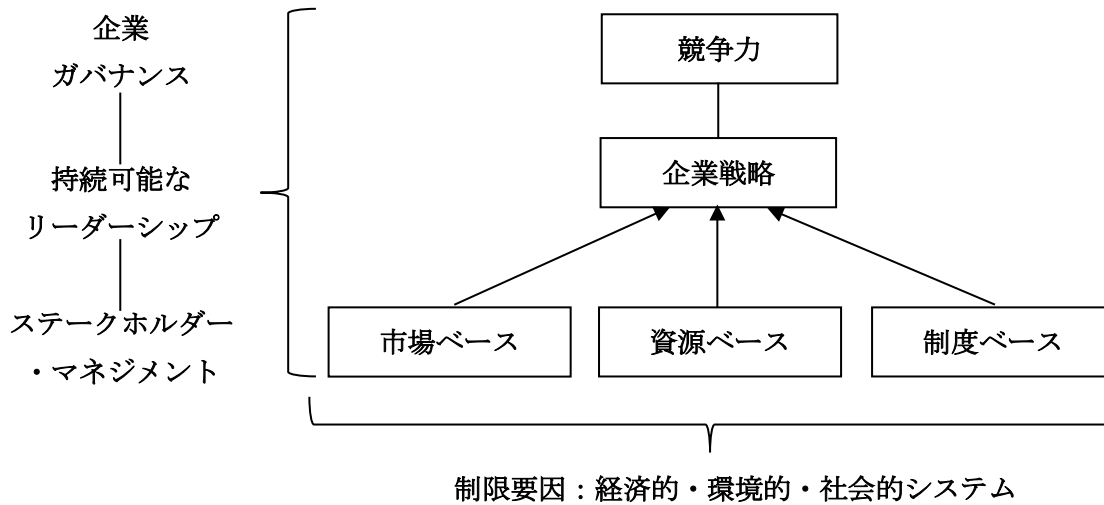 企業
ガバナンス
持続可能な
リーダーシップ
ステークホルダー
・マネジメント
競争力
企業戦略
市場ベース
資源ベース
制度ベース
制限要因：経済的・環境的・社会的システム